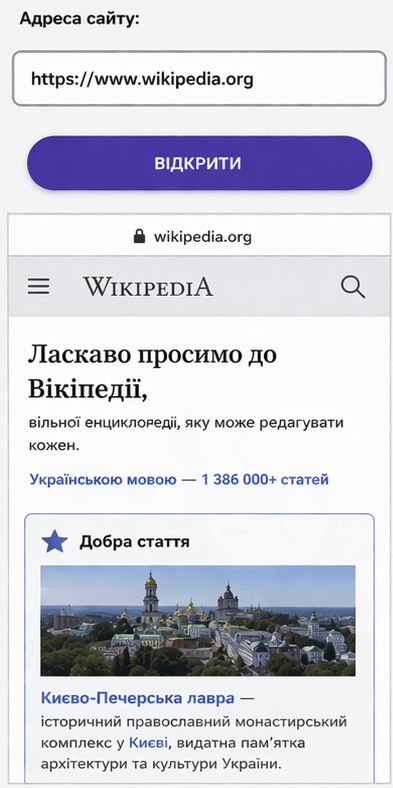 Адреса сайту:
https://www.wikipedia.org
ВІДКРИТИ
wikipedia.org
WIKIPEDIA
Ласкаво просимо до
Вікіпедії,
вільної енциклопедії, яку може редагувати
кожен.
Українською мовою — 1 386 000+ статей
Добра стаття
Києво-Печерська лавра —
історичний православний монастирський
комплекс у Києві, видатна пам’ятка
архітектури та культури України.